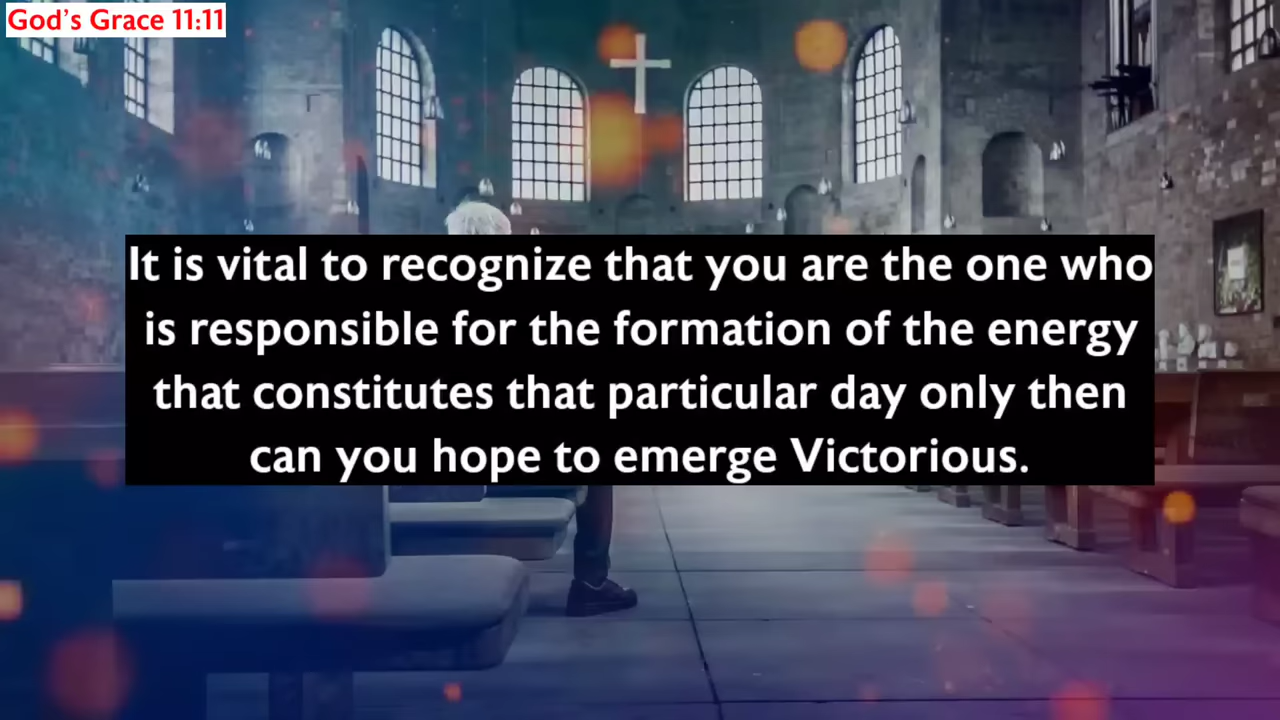 God's Grace 11:11
It is vital to recognize that you are the one who
is responsible for the formation of the energy
that constitutes that particular day only then
can you hope to emerge Victorious.